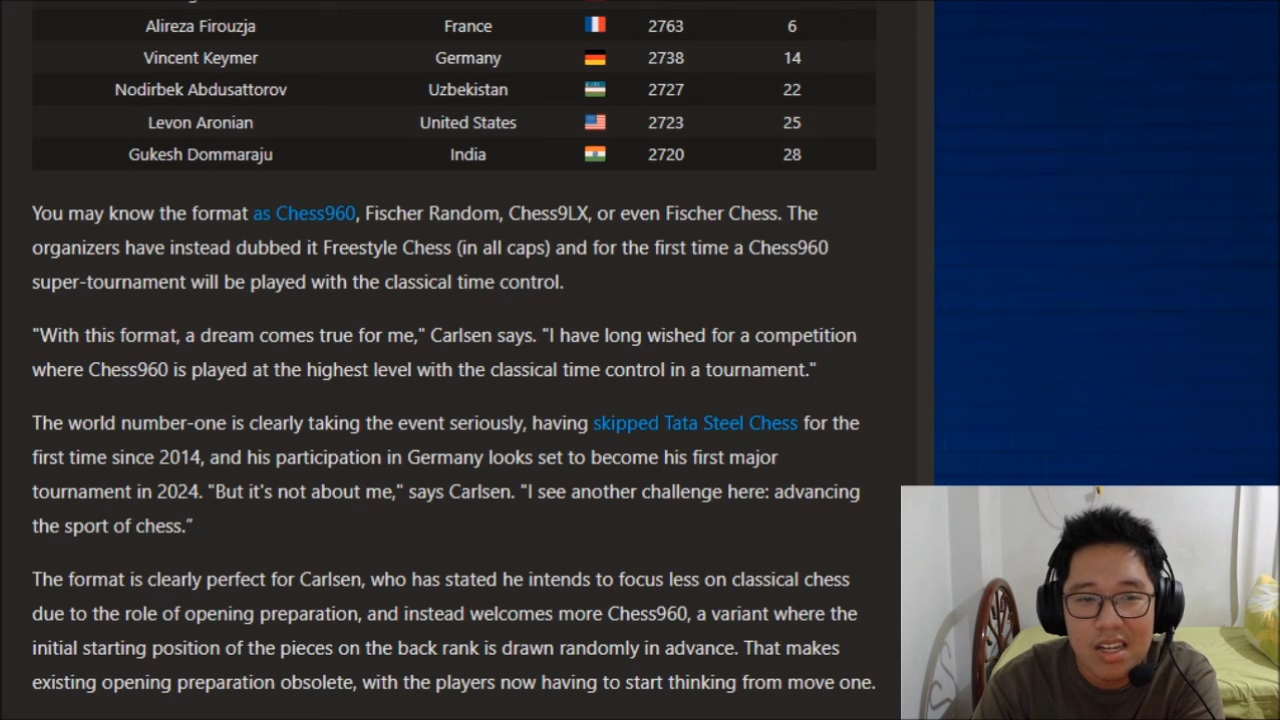 Alireza Firouzja France 2763 6
Vincent Keymer Germany 2738 14
Nodirbek Abdusattorov Uzbekistan 2727 22
Levon Aronian United States 2723 25
Gukesh Dommaraju India 2720 28
You may know the format as Chess960, Fischer Random, Chess9LX, or even Fischer Chess. The
organizers have instead dubbed it Freestyle Chess (in all caps) and for the first time a Chess960
super-tournament will be played with the classical time control.
"With this format, a dream comes true for me," Carlsen says. "I have long wished for a competition
where Chess960 is played at the highest level with the classical time control in a tournament."
The world number-one is clearly taking the event seriously, having skipped Tata Steel Chess for the
first time since 2014, and his participation in Germany looks set to become his first major
tournament in 2024. "But it's not about me," says Carlsen. "I see another challenge here: advancing
the sport of chess.”
The format is clearly perfect for Carlsen, who has stated he intends to focus less on classical chess
due to the role of opening preparation, and instead welcomes more Chess960, a variant where the
initial starting position of the pieces on the back rank is drawn randomly in advance. That makes
existing opening preparation obsolete, with the players now having to start thinking from move one.